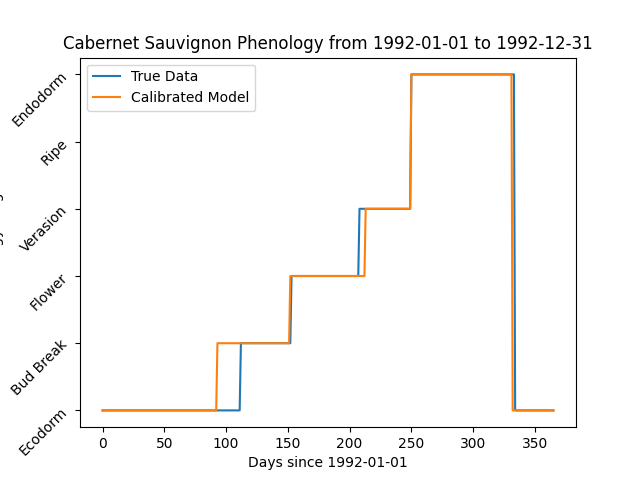 Cabernet Sauvignon Phenology from 1992-01-01 to 1992-12-31
True Data
Calibrated Model
Endodorm
Ripe
Verasion
Flower
Bud Break
Ecodorm
0 50 100 150 200 250 300 350
Days since 1992-01-01